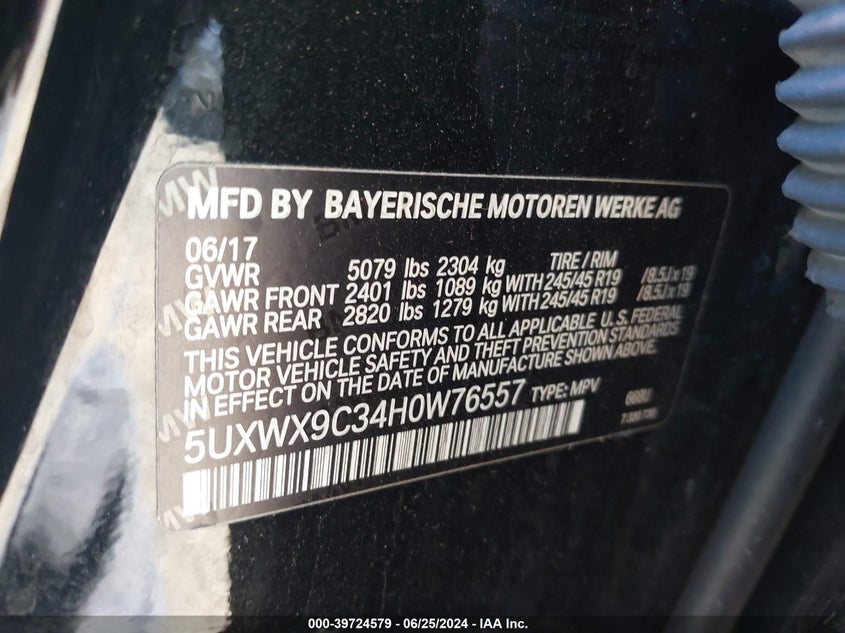 MFD BY BAYERISCHE MOTOREN WERKE AG
06/17
GVWR 5079 lbs 2304 kg TIRE / RIM
GAWR FRONT 2401 lbs 1089 kg WITH 245/45 R19 /8.5Jx19
GAWR REAR 2820 lbs 1279 kg WITH 245/45 R19 /8.5Jx19
THIS VEHICLE CONFORMS TO ALL APPLICABLE U.S. FEDERAL
MOTOR VEHICLE SAFETY AND THEFT PREVENTION STANDARDS
IN EFFECT ON THE DATE OF MANUFACTURE SHOWN ABOVE.
5UXWX9C34H0W76557 TYPE: MPV
000-39724579 - 06/25/2024 - IAA Inc.